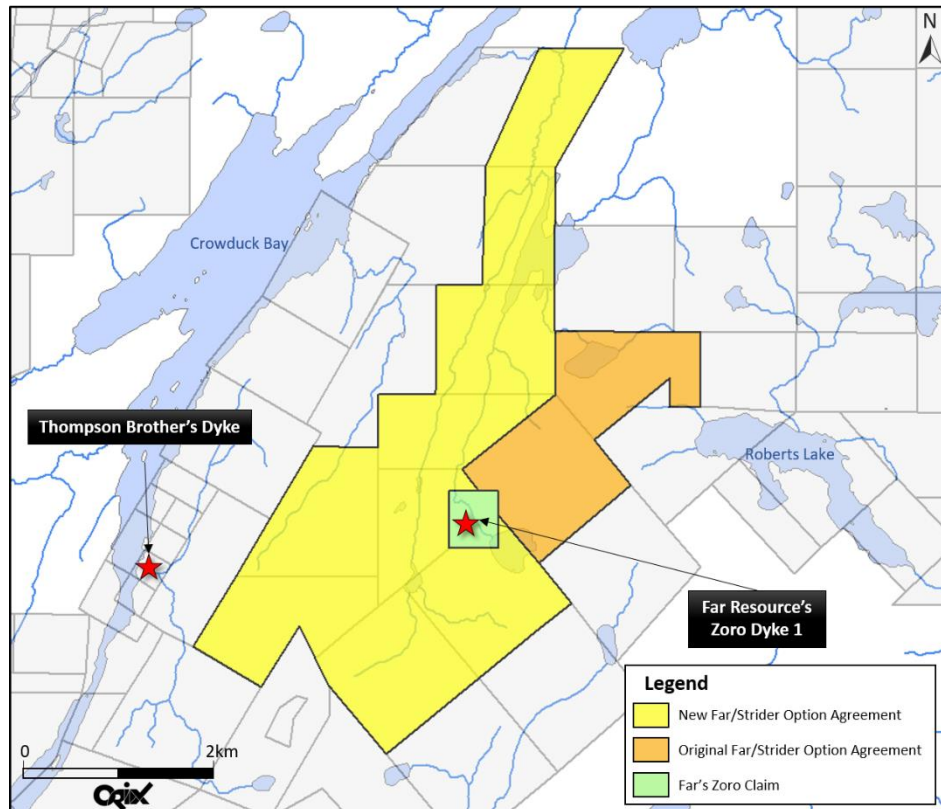 N
Crowduck Bay
Thompson Brother's Dyke
Roberts Lake
Far Resource's
Zoro Dyke 1
Legend
New Far/Strider Option Agreement
Original Far/Strider Option Agreement
Far's Zoro Claim
0 2km
Orix